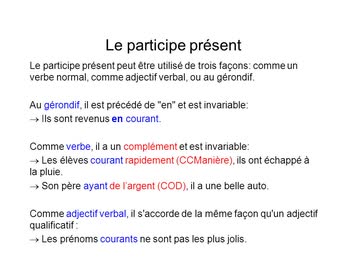 Le participe présent
Le participe présent peut être utilisé de trois façons: comme un
verbe normal, comme adjectif verbal, ou au gérondif.
Au gérondif, il est précédé de "en" et est invariable:
→ Ils sont revenus en courant.
Comme verbe, il a un complément et est invariable:
→ Les élèves courant rapidement (CCManière), ils ont échappé à
la pluie.
→ Son père ayant de l'argent (COD), il a une belle auto.
Comme adjectif verbal, il s'accorde de la même façon qu'un adjectif
qualificatif :
→ Les prénoms courants ne sont pas les plus jolis.